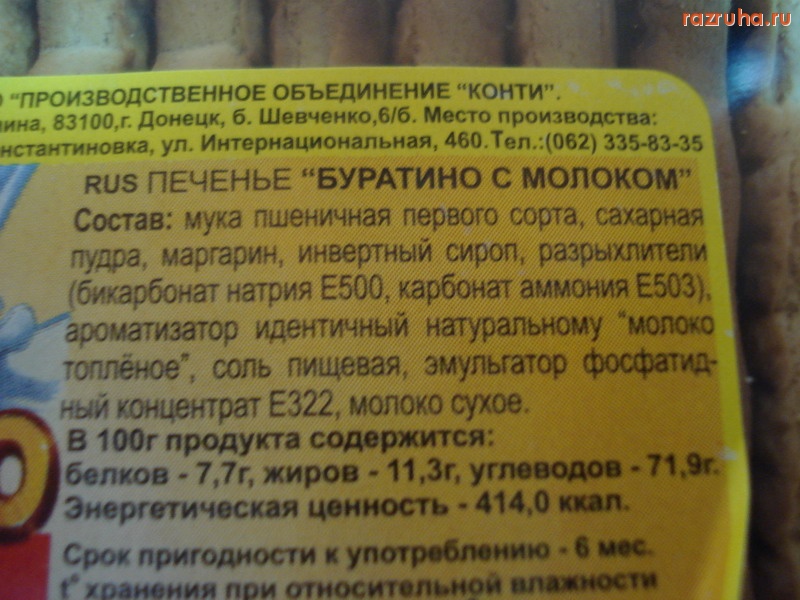 razruha.ru
"ПРОИЗВОДСТВЕННОЕ ОБЪЕДИНЕНИЕ "КОНТИ".
83100,г. Донецк, б. Шевченко,6/б. Место производства:
ул. Интернациональная, 460.Тел.:(062) 335-83-35
RUS ПЕЧЕНЬЕ "БУРАТИНО С МОЛОКОМ"
Состав: мука пшеничная первого сорта, сахарная
пудра, маргарин, инвертный сироп, разрыхлители
(бикарбонат натрия Е500, карбонат аммония Е503),
ароматизатор идентичный натуральному "молоко
топлёное", соль пищевая, эмульгатор фосфатид-
ный концентрат Е322, молоко сухое.
В 100г продукта содержится:
белков - 7,7г, жиров - 11,3г, углеводов - 71,9г.
Энергетическая ценность - 414,0 ккал.
Срок пригодности к употреблению - 6 мес.
t° хранения при относительной влажности